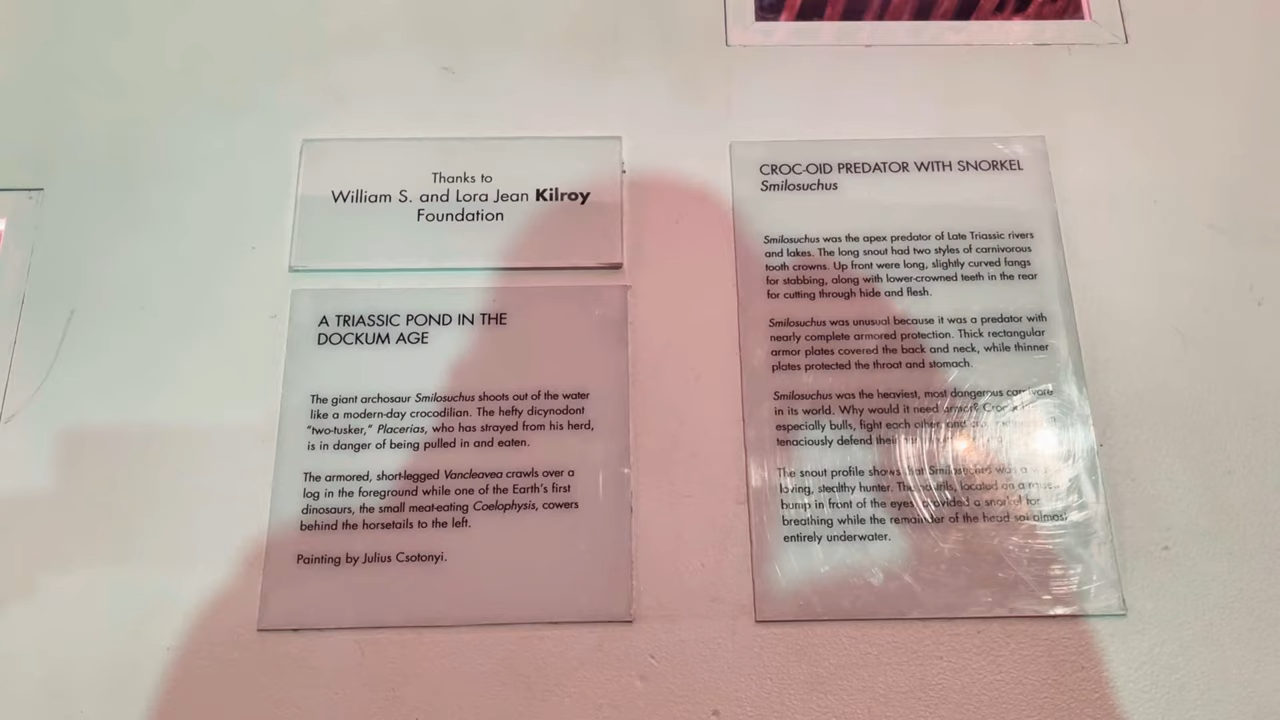 Thanks to
William S. and Lora Jean Kilroy
Foundation
A TRIASSIC POND IN THE
DOCKUM AGE
The giant archosaur Smilosuchus shoots out of the water
like a modern-day crocodilian. The hefty dicynodont
"two-tusker," Placerias, who has strayed from his herd,
is in danger of being pulled in and eaten.
The armored, short-legged Vancleavea crawls over a
log in the foreground while one of the Earth's first
dinosaurs, the small meat-eating Coelophysis, cowers
behind the horsetails to the left.
Painting by Julius Csotonyi.
CROC-OID PREDATOR WITH SNORKEL
Smilosuchus
Smilosuchus was the apex predator of Late Triassic rivers
and lakes. The long snout had two styles of carnivorous
tooth crowns. Up front were long, slightly curved fangs
for stabbing, along with lower-crowned teeth in the rear
for cutting through hide and flesh.
Smilosuchus was unusual because it was a predator with
nearly complete armored protection. Thick rectangular
armor plates covered the back and neck, while thinner
plates protected the throat and stomach.
Smilosuchus was the heaviest, most dangerous carnivore
in its world. Why would it need armor?
especially bulls, fight each other, and
tenaciously defend their
The snout profile shows that Smilosuchus was a
loving, stealthy hunter. The nostrils, located on a
bump in front of the eyes, provided a snorkel for
breathing while the remainder of the head sat almost
entirely underwater.